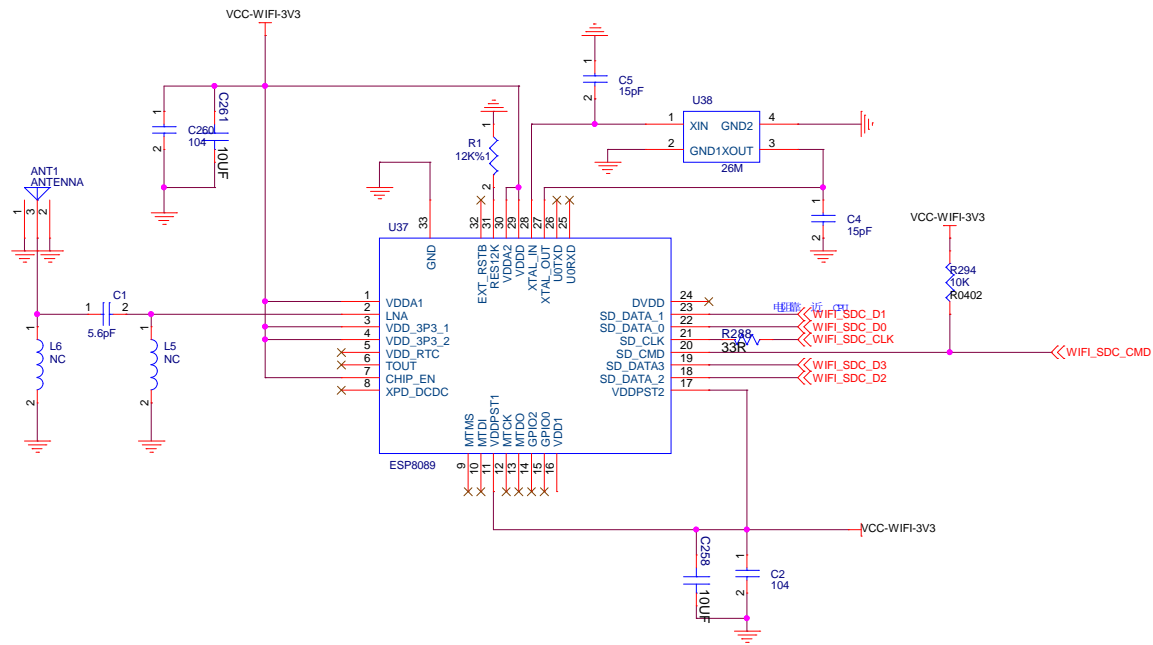 VCC-WIFI-3V3
C5
15pF
U38
1 XIN GND2 4
2 GND1 XOUT 3
26M
C261
10UF
C260
104
R1
12K%1
ANT1
ANTENNA
1
3
2
C4
15pF
VCC-WIFI-3V3
R294
10K
R0402
U37
33 GND
32 EXT_RSTB
31 RES12K
30 VDDA2
29 VDDD
28 XTAL_IN
27 XTAL_OUT
26 U0TXD
25 U0RXD
1 VDDA1
2 LNA
3 VDD_3P3_1
4 VDD_3P3_2
5 VDD_RTC
6 TOUT
7 CHIP_EN
8 XPD_DCDC
DVDD 24
SD_DATA_1 23
SD_DATA_0 22
SD_CLK 21
SD_CMD 20
SD_DATA3 19
SD_DATA_2 18
VDDPST2 17
WIFI_SDC_D1
WIFI_SDC_D0
WIFI_SDC_CLK
R288
33R
WIFI_SDC_CMD
WIFI_SDC_D3
WIFI_SDC_D2
C1
1 2
5.6pF
L6
NC
L5
NC
9 MTMS
10 MTDI
11 VDDPST1
12 MTCK
13 MTDO
14 GPIO2
15 GPIO0
16 VDD1
ESP8089
VCC-WIFI-3V3
C258
10UF
C2
104